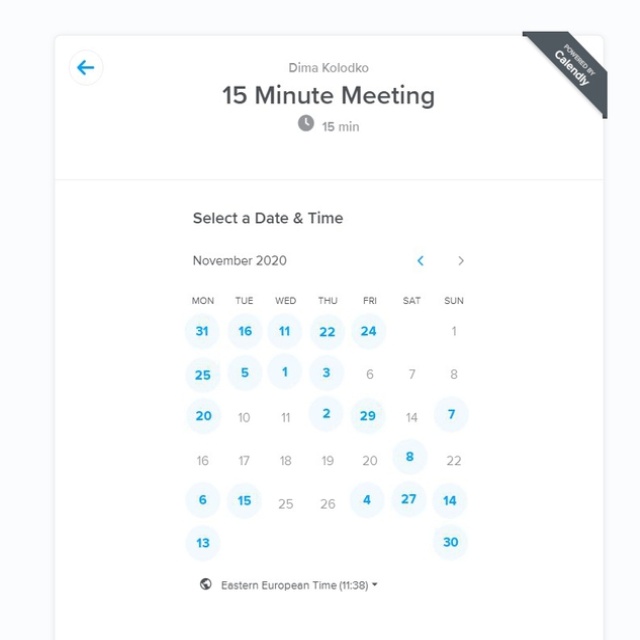 Dima Kolodko
POWERED BY
Calendly
15 Minute Meeting
15 min
Select a Date & Time
November 2020
MON TUE WED THU FRI SAT SUN
31 16 11 22 24 1
25 5 1 3 6 7 8
20 10 11 2 29 14 7
16 17 18 19 20 8 22
6 15 25 26 4 27 14
13 30
Eastern European Time (11:38)